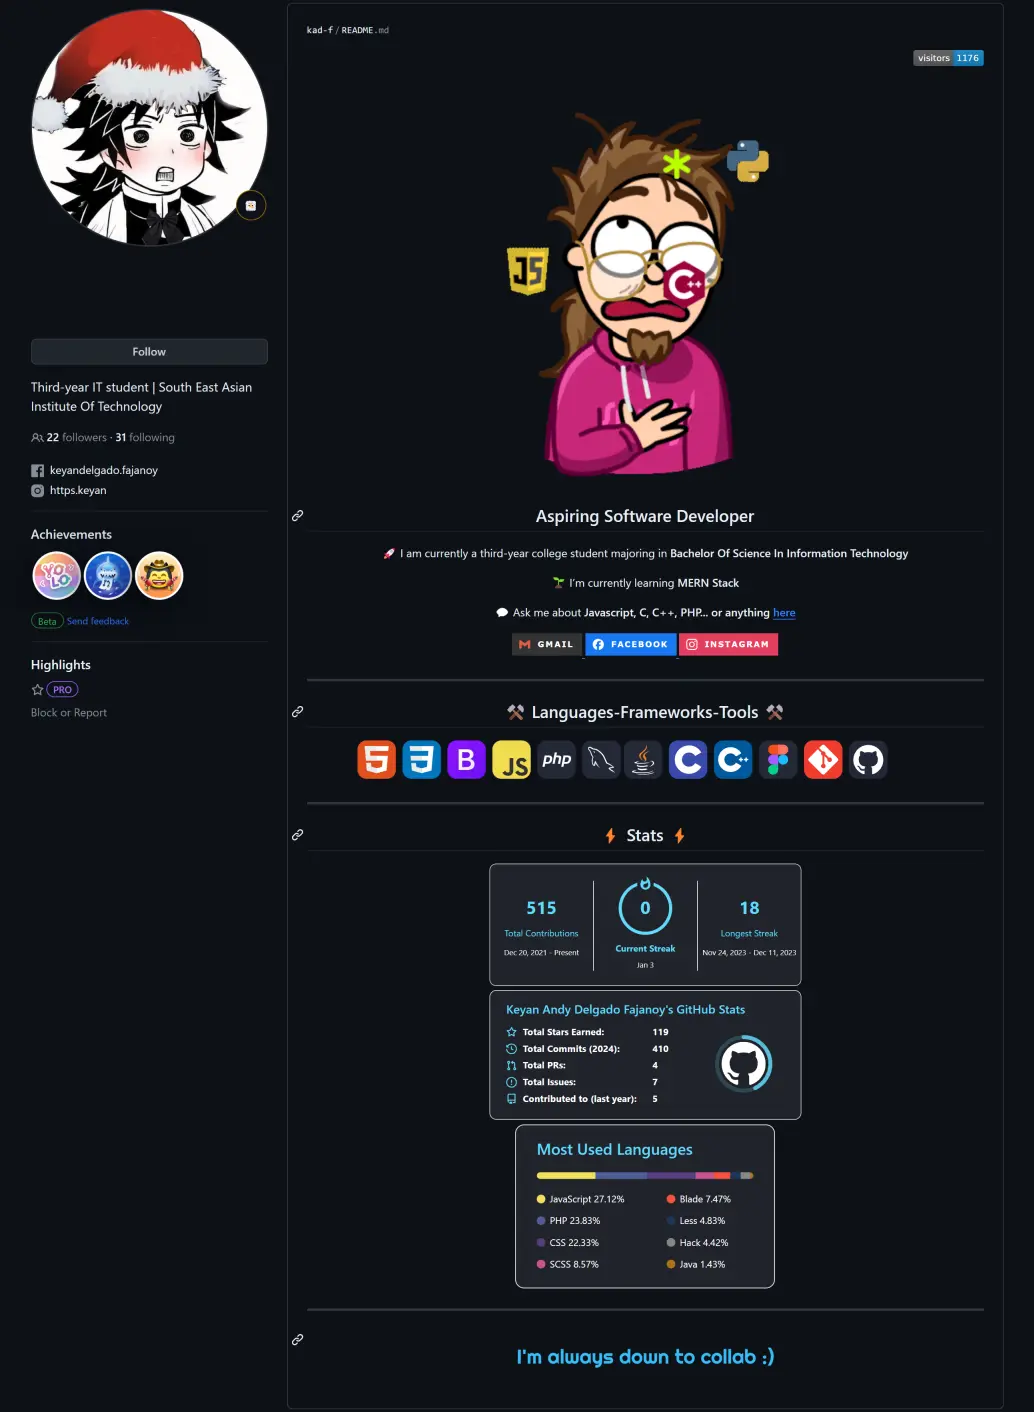 Follow
Third-year IT student | South East Asian
Institute Of Technology
22 followers · 31 following
keyandelgado.fajanoy
https.keyan
Achievements
YOLO
Beta Send feedback
Highlights
PRO
Block or Report
kad-f / README.md
visitors 1176
JS
C++
Aspiring Software Developer
I am currently a third-year college student majoring in Bachelor Of Science In Information Technology
I'm currently learning MERN Stack
Ask me about Javascript, C, C++, PHP... or anything here
GMAIL FACEBOOK INSTAGRAM
Languages-Frameworks-Tools
5 3 B JS php C C++
Stats
515 0 18
Total Contributions Current Streak Longest Streak
Dec 20, 2021 - Present Jan 3 Nov 24, 2023 - Dec 11, 2023
Keyan Andy Delgado Fajanoy's GitHub Stats
Total Stars Earned: 119
Total Commits (2024): 410
Total PRs: 4
Total Issues: 7
Contributed to (last year): 5
Most Used Languages
JavaScript 27.12% Blade 7.47%
PHP 23.83% Less 4.83%
CSS 22.33% Hack 4.42%
SCSS 8.57% Java 1.43%
I'm always down to collab :)